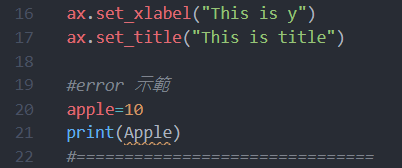 16 ax.set_xlabel("This is y")
17 ax.set_title("This is title")
18
19 #error 示範
20 apple=10
21 print(Apple)
22 #===============================